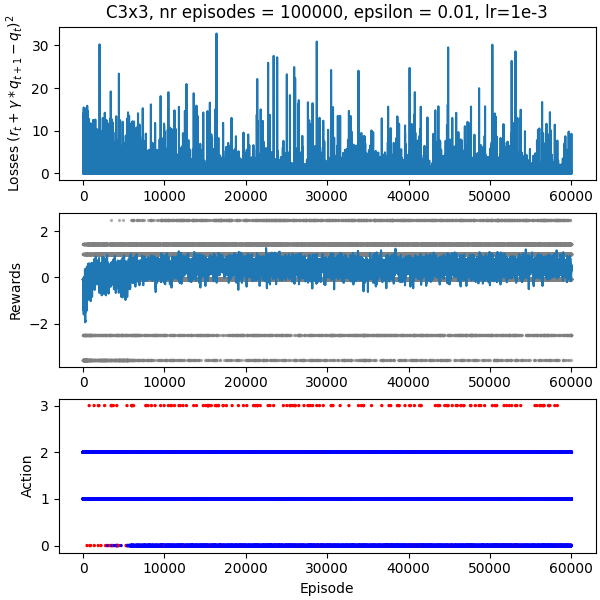 C3x3, nr episodes = 100000, epsilon = 0.01, lr=1e-3
Losses $(r_t + \gamma * q_{t+1} - q_t)^2$
30
20
10
0
0 10000 20000 30000 40000 50000 60000
Rewards
2
0
−2
0 10000 20000 30000 40000 50000 60000
Action
3
2
1
0
0 10000 20000 30000 40000 50000 60000
Episode